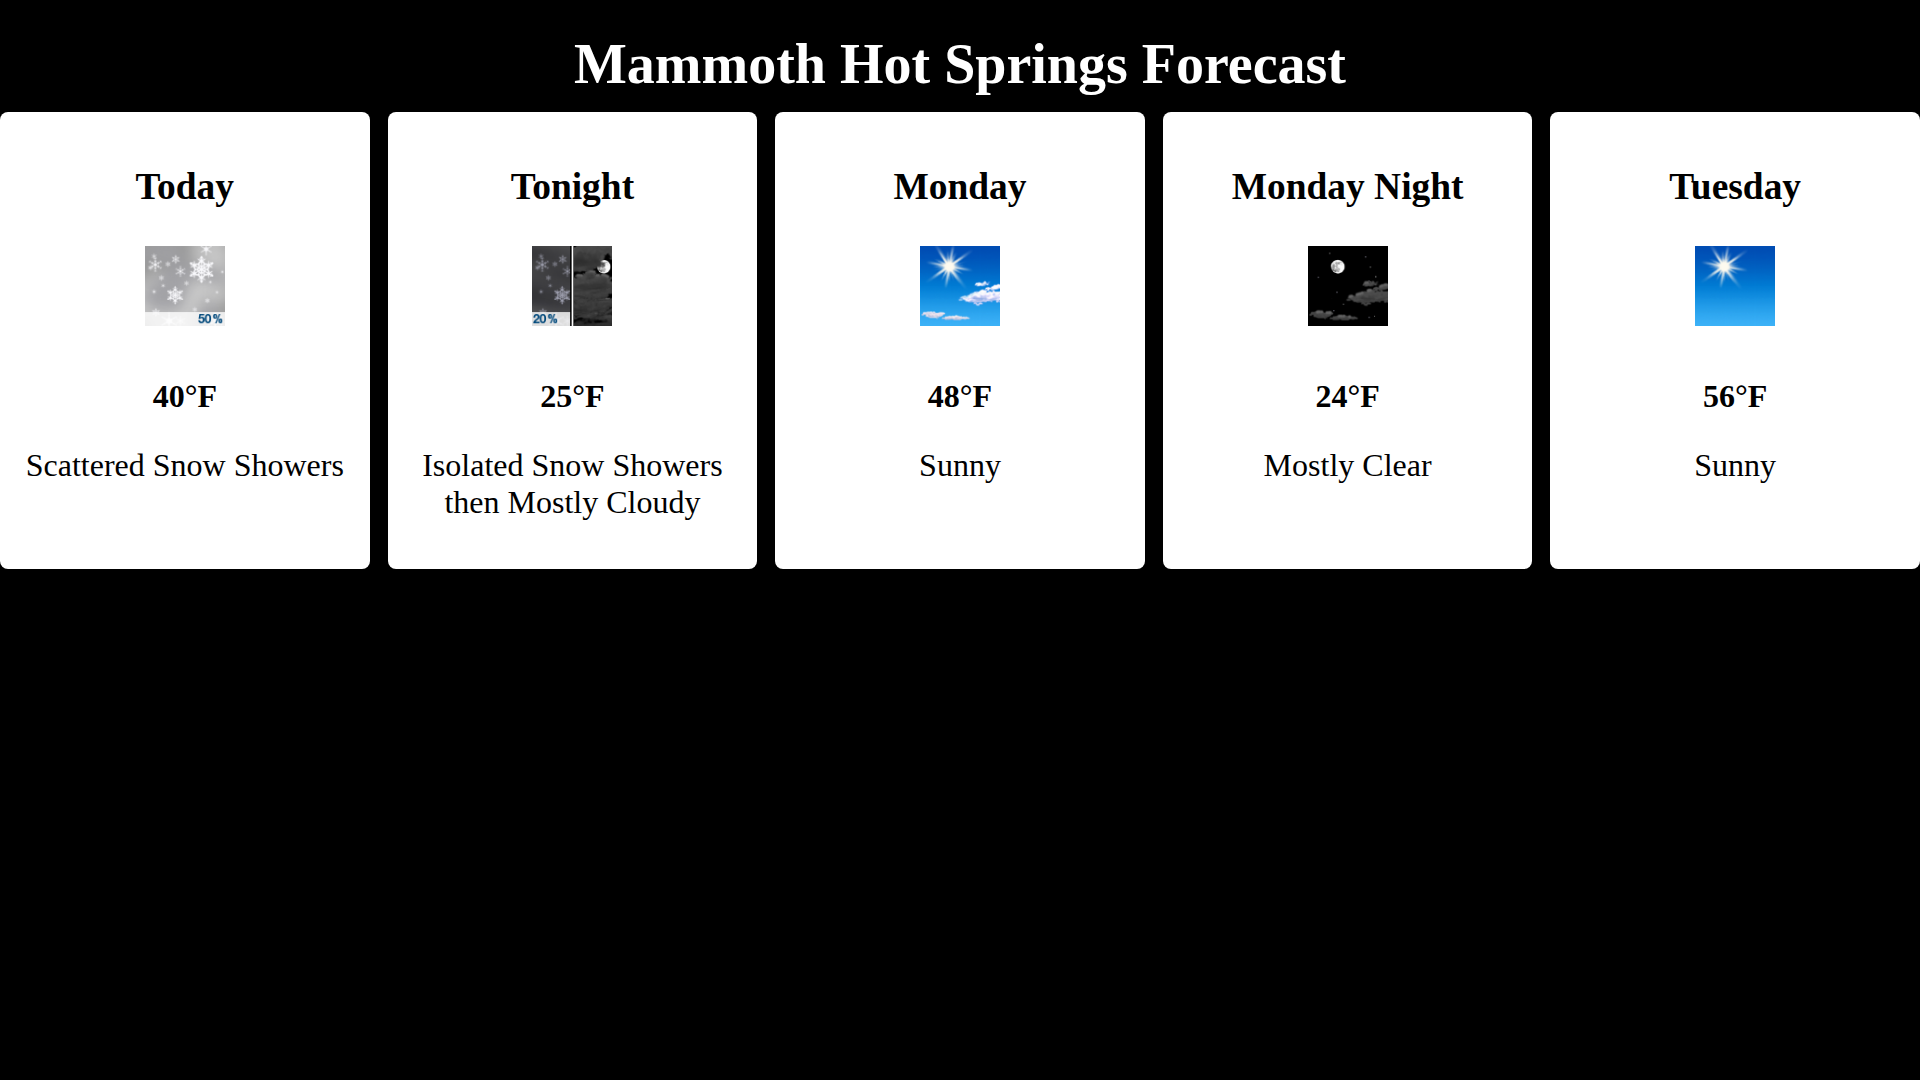 Mammoth Hot Springs Forecast
Today
50%
40°F
Scattered Snow Showers
Tonight
20%
25°F
Isolated Snow Showers
then Mostly Cloudy
Monday
48°F
Sunny
Monday Night
24°F
Mostly Clear
Tuesday
56°F
Sunny